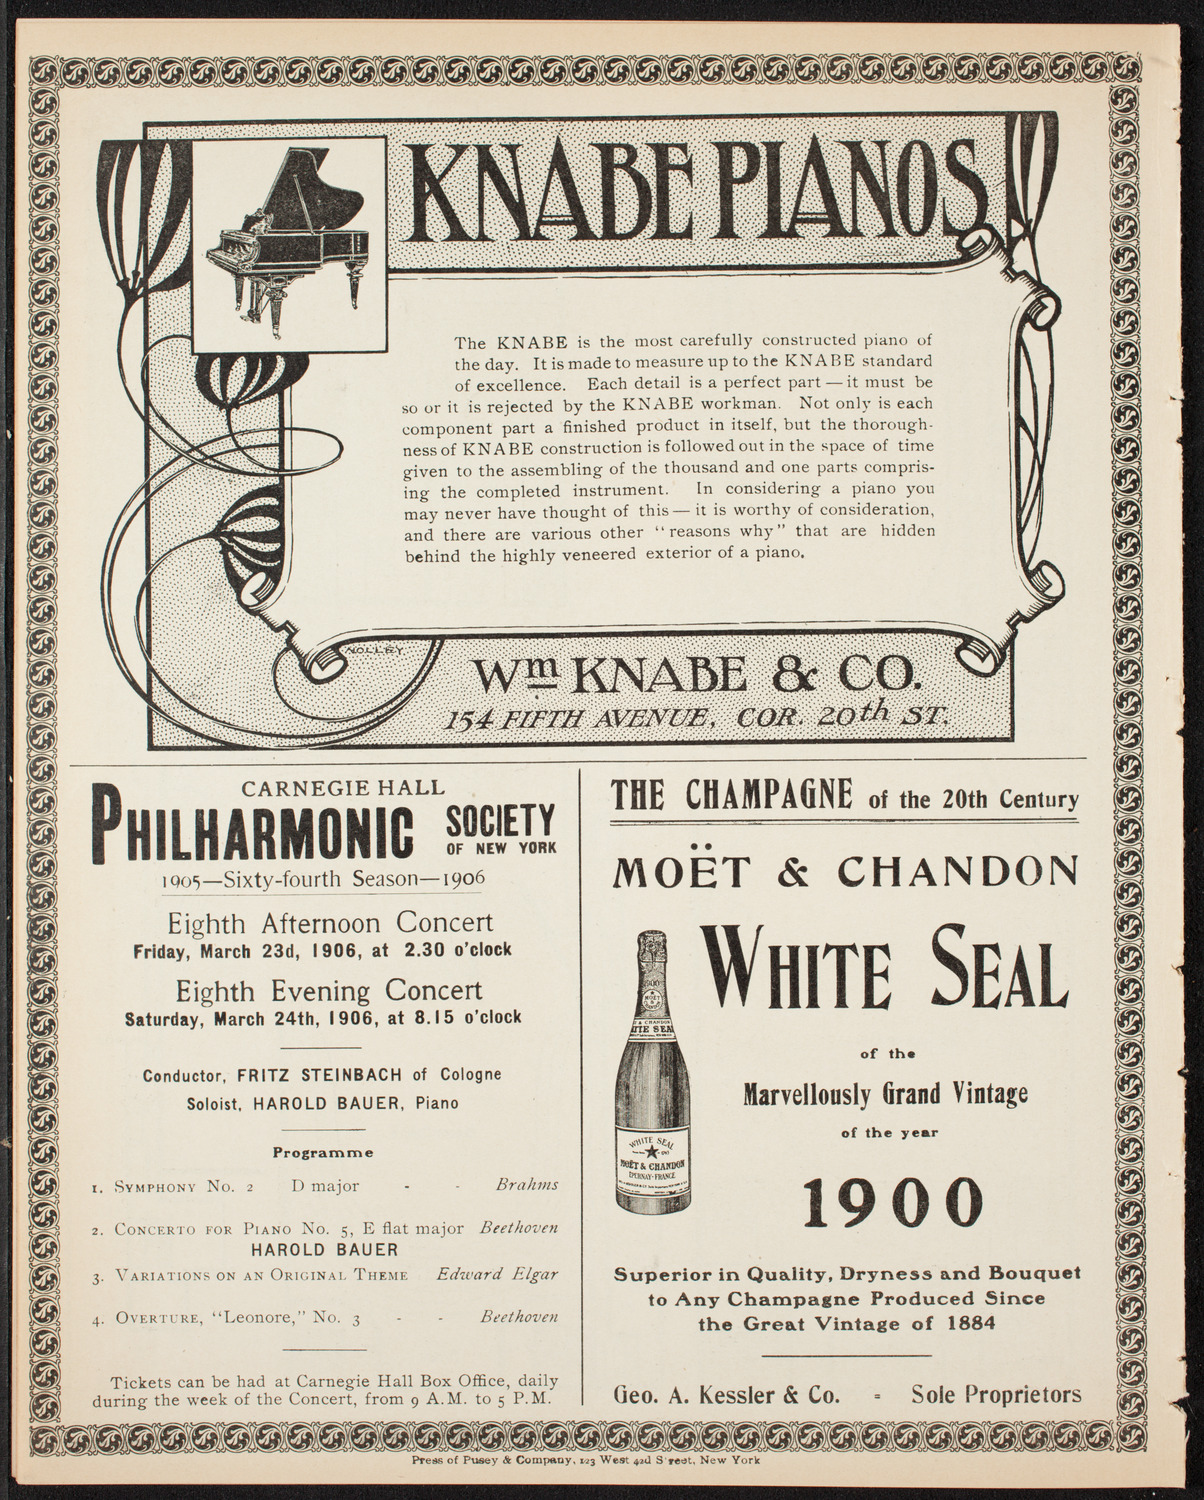 KNABE PIANOS
The KNABE is the most carefully constructed piano of
the day. It is made to measure up to the KNABE standard
of excellence. Each detail is a perfect part — it must be
so or it is rejected by the KNABE workman. Not only is each
component part a finished product in itself, but the thorough-
ness of KNABE construction is followed out in the space of time
given to the assembling of the thousand and one parts compris-
ing the completed instrument. In considering a piano you
may never have thought of this — it is worthy of consideration,
and there are various other "reasons why" that are hidden
behind the highly veneered exterior of a piano.
NOLLEY
Wm KNABE & CO.
154 FIFTH AVENUE, COR. 20th ST.
CARNEGIE HALL
PHILHARMONIC SOCIETY
OF NEW YORK
1905—Sixty-fourth Season—1906
Eighth Afternoon Concert
Friday, March 23d, 1906, at 2.30 o'clock
Eighth Evening Concert
Saturday, March 24th, 1906, at 8.15 o'clock
Conductor, FRITZ STEINBACH of Cologne
Soloist, HAROLD BAUER, Piano
Programme
1. SYMPHONY NO. 2 D major - - Brahms
2. CONCERTO FOR PIANO NO. 5, E flat major Beethoven
HAROLD BAUER
3. VARIATIONS ON AN ORIGINAL THEME Edward Elgar
4. OVERTURE, "Leonore," No. 3 - - Beethoven
Tickets can be had at Carnegie Hall Box Office, daily
during the week of the Concert, from 9 A.M. to 5 P.M.
THE CHAMPAGNE of the 20th Century
MOËT & CHANDON
WHITE SEAL
of the
Marvellously Grand Vintage
of the year
1900
1900
MOËT
& CHANDON
WHITE SEAL
MOËT & CHANDON
ÉPERNAY-FRANCE
Superior in Quality, Dryness and Bouquet
to Any Champagne Produced Since
the Great Vintage of 1884
Geo. A. Kessler & Co. - Sole Proprietors
Press of Pusey & Company, 123 West 42d Street, New York